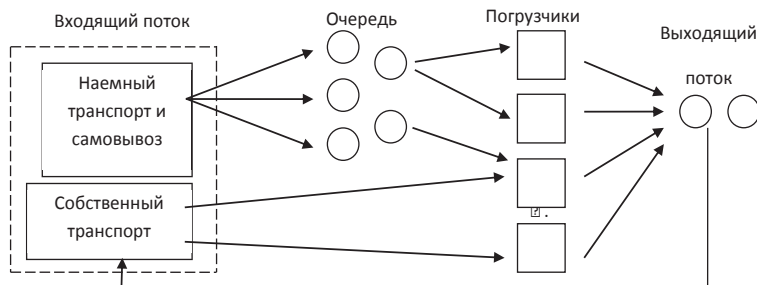 Входящий поток
Очередь
Погрузчики
Выходящий
поток
Наемный
транспорт и
самовывоз
Собственный
транспорт